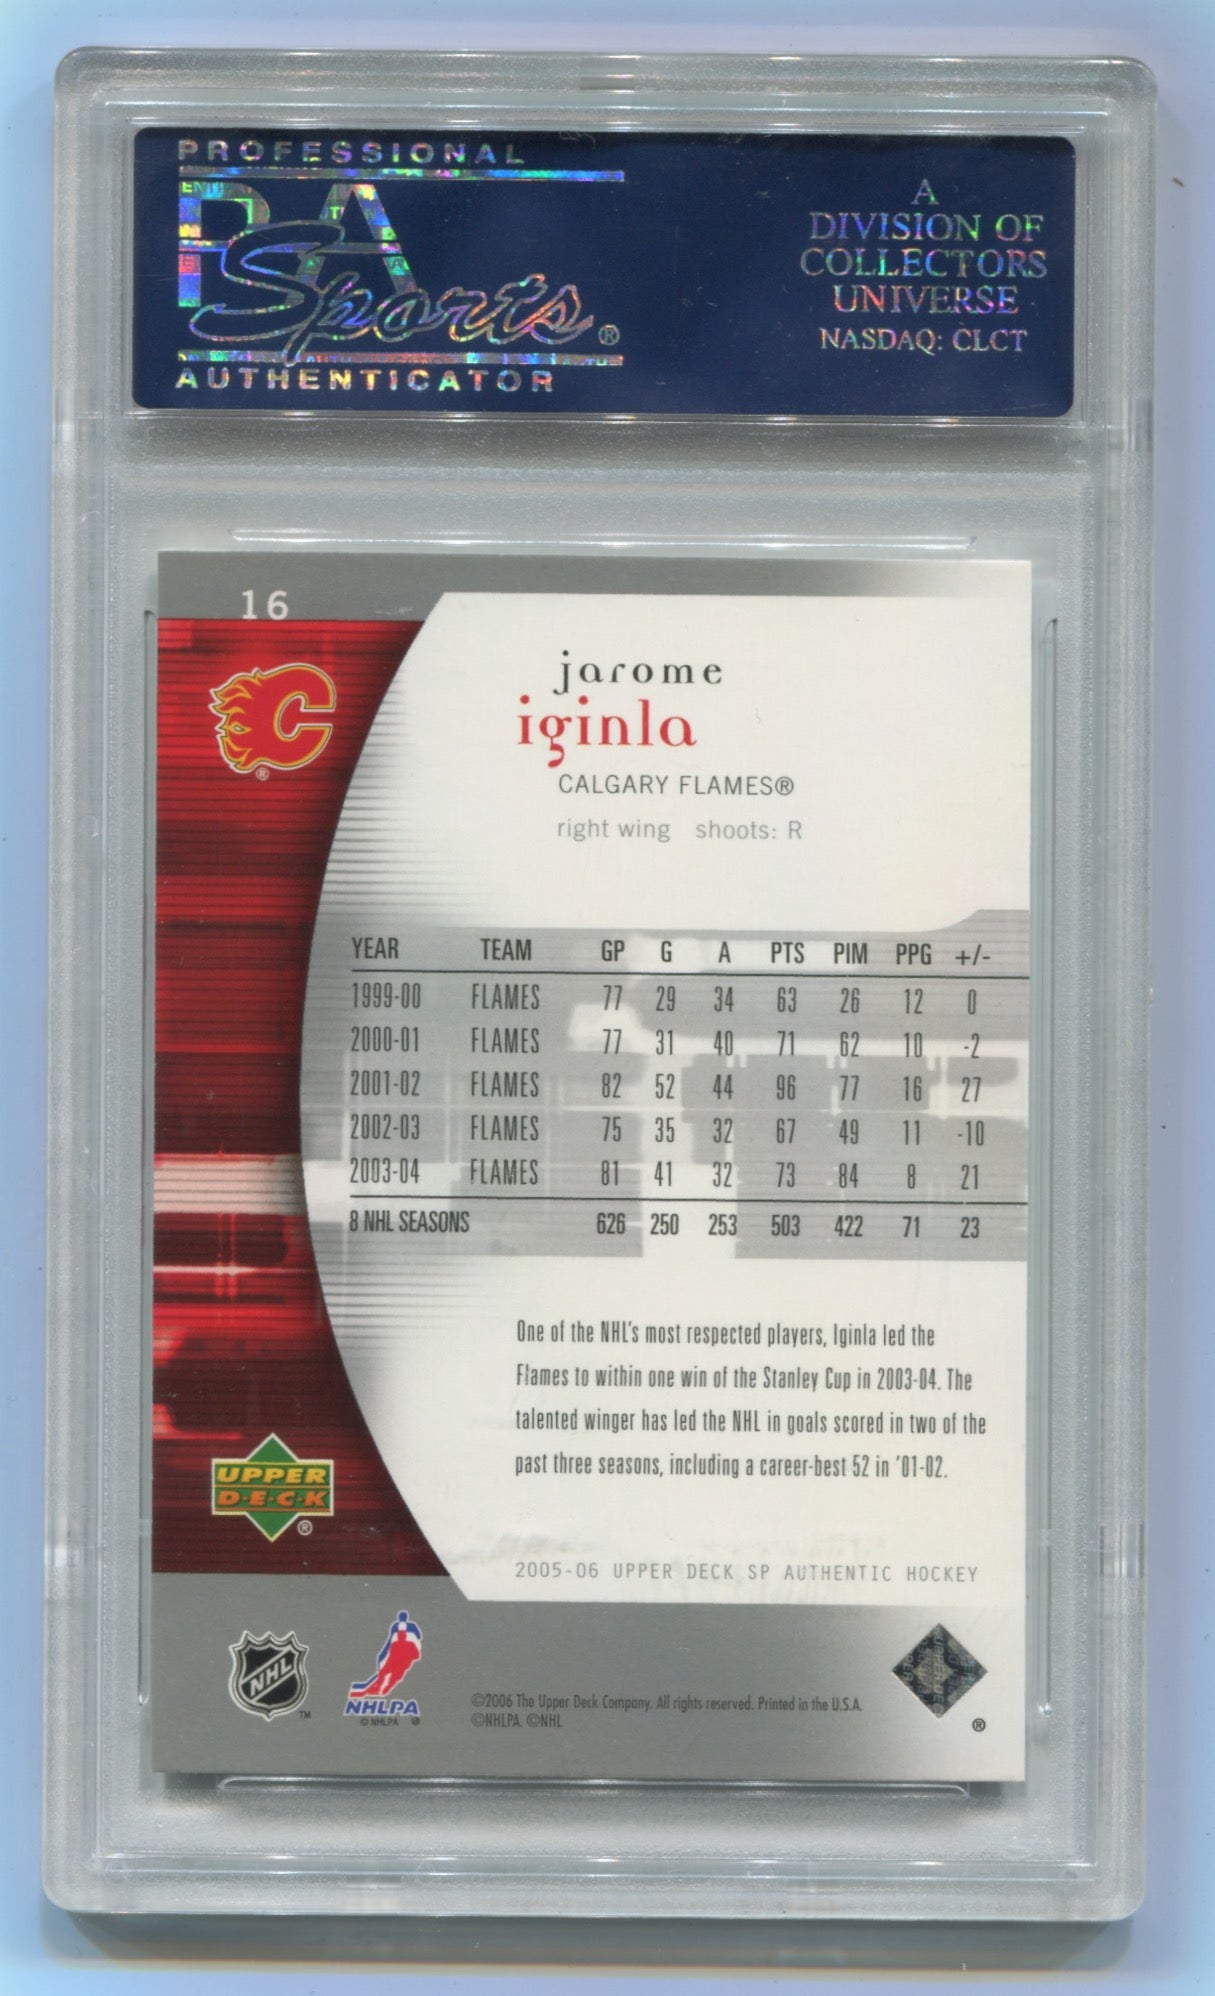 PROFESSIONAL
PSA
Sports®
AUTHENTICATOR
A
DIVISION OF
COLLECTORS
UNIVERSE
NASDAQ: CLCT
16
jarome
iginla
CALGARY FLAMES®
right wing shoots: R
YEAR TEAM GP G A PTS PIM PPG +/-
1999-00 FLAMES 77 29 34 63 26 12 0
2000-01 FLAMES 77 31 40 71 62 10 -2
2001-02 FLAMES 82 52 44 96 77 16 27
2002-03 FLAMES 75 35 32 67 49 11 -10
2003-04 FLAMES 81 41 32 73 84 8 21
8 NHL SEASONS 626 250 253 503 422 71 23
One of the NHL's most respected players, Iginla led the
Flames to within one win of the Stanley Cup in 2003-04. The
talented winger has led the NHL in goals scored in two of the
past three seasons, including a career-best 52 in '01-02.
UPPER
D·E·C·K
®
2005-06 UPPER DECK SP AUTHENTIC HOCKEY
NHL
™
NHLPA
© NHLPA ®
©2006 The Upper Deck Company. All rights reserved. Printed in the U.S.A.
©NHLPA. ©NHL
®